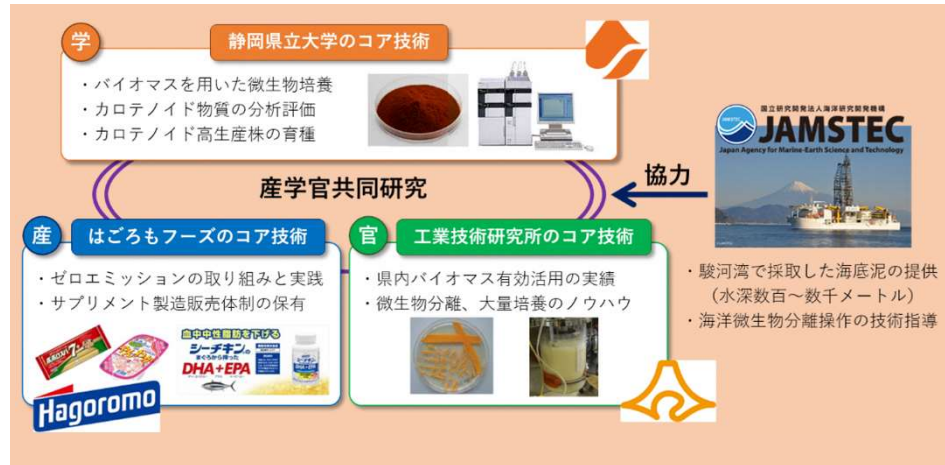 学
静岡県立大学のコア技術
・バイオマスを用いた微生物培養
・カロテノイド物質の分析評価
・カロテノイド高生産株の育種
産学官共同研究
協力
国立研究開発法人海洋研究開発機構
JAMSTEC
JAMSTEC
Japan Agency for Marine-Earth Science and Technology
・駿河湾で採取した海底泥の提供
（水深数百～数千メートル）
・海洋微生物分離操作の技術指導
産
はごろもフーズのコア技術
・ゼロエミッションの取り組みと実践
・サプリメント製造販売体制の保有
血中中性脂肪を下げる
シーチキンの
まぐろから採った
DHA+EPA
Hagoromo
官
工業技術研究所のコア技術
・県内バイオマス有効活用の実績
・微生物分離、大量培養のノウハウ